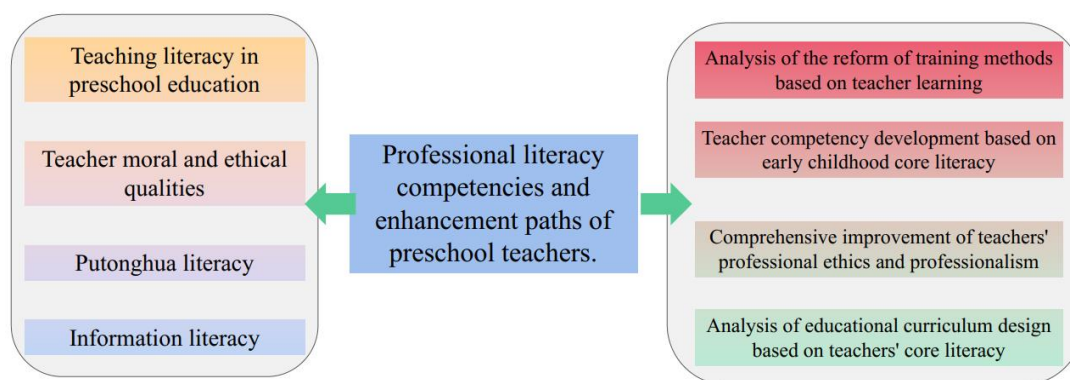 Teaching literacy in
preschool education
Teacher moral and ethical
qualities
Putonghua literacy
Information literacy
Professional literacy
competencies and
enhancement paths of
preschool teachers.
Analysis of the reform of training methods
based on teacher learning
Teacher competency development based on
early childhood core literacy
Comprehensive improvement of teachers'
professional ethics and professionalism
Analysis of educational curriculum design
based on teachers' core literacy